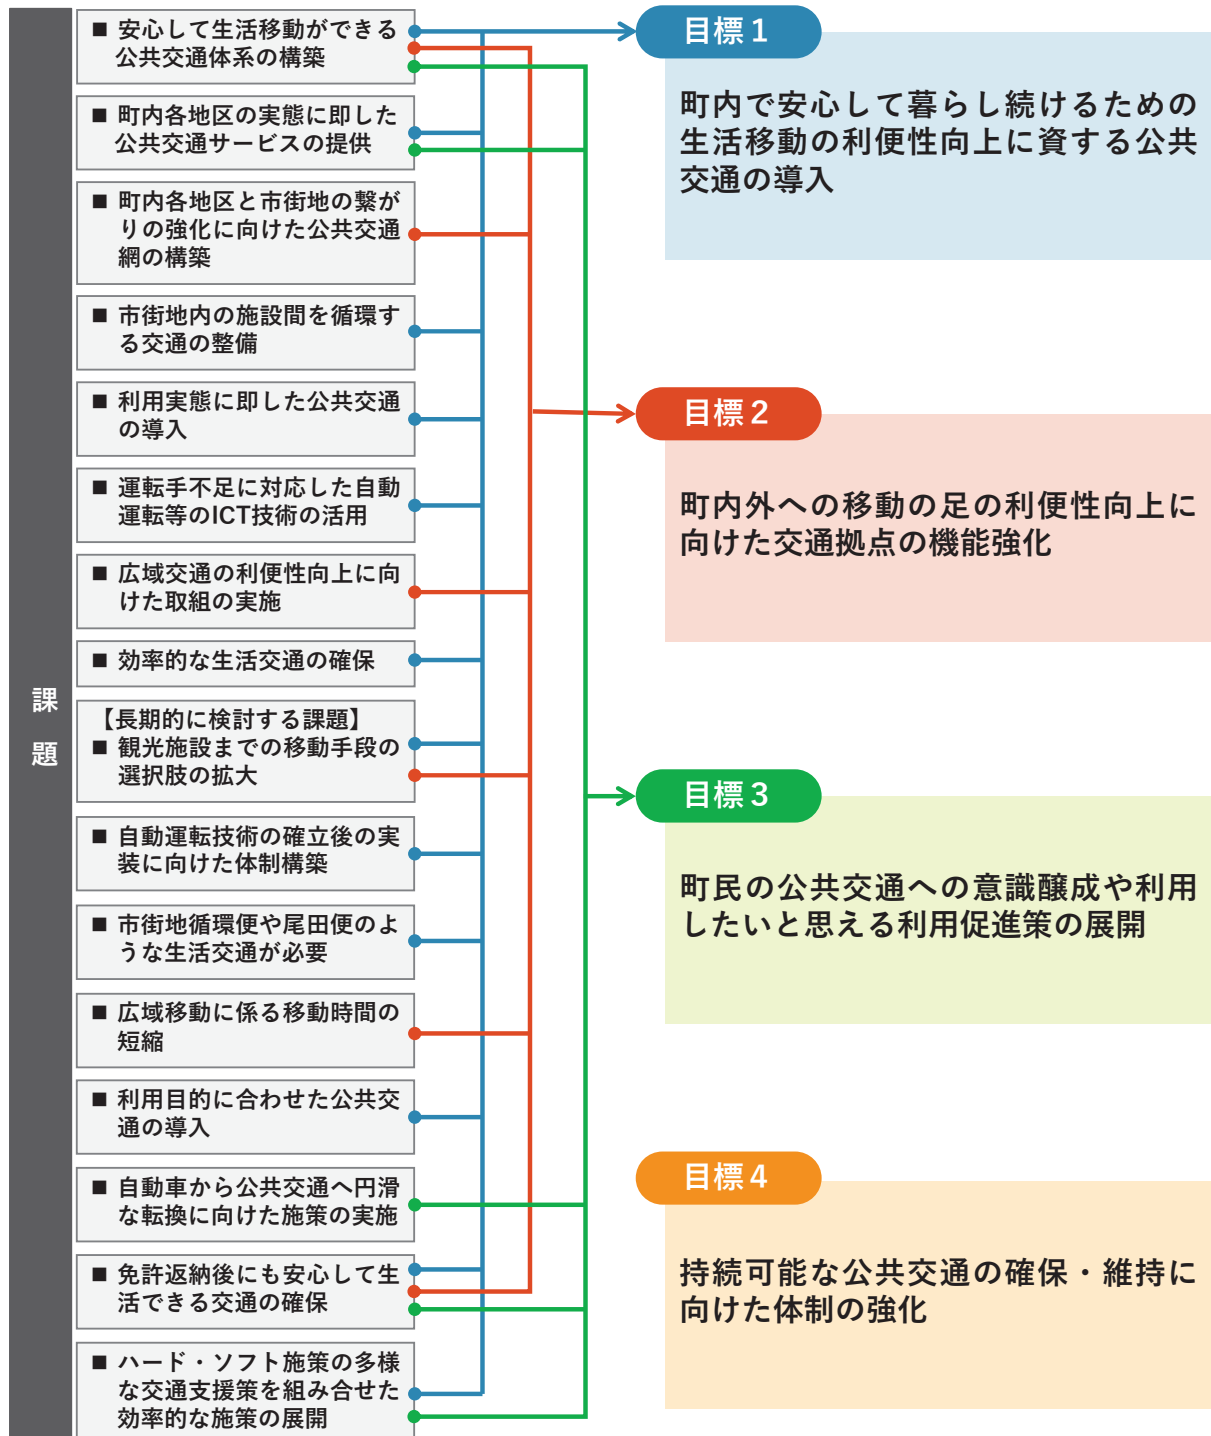 課
題
■ 安心して生活移動ができる
公共交通体系の構築
■ 町内各地区の実態に即した
公共交通サービスの提供
■ 町内各地区と市街地の繋が
りの強化に向けた公共交通
網の構築
■ 市街地内の施設間を循環す
る交通の整備
■ 利用実態に即した公共交通
の導入
■ 運転手不足に対応した自動
運転等のICT技術の活用
■ 広域交通の利便性向上に向
けた取組の実施
■ 効率的な生活交通の確保
【長期的に検討する課題】
■ 観光施設までの移動手段の
選択肢の拡大
■ 自動運転技術の確立後の実
装に向けた体制構築
■ 市街地循環便や尾田便のよ
うな生活交通が必要
■ 広域移動に係る移動時間の
短縮
■ 利用目的に合わせた公共交
通の導入
■ 自動車から公共交通へ円滑
な転換に向けた施策の実施
■ 免許返納後にも安心して生
活できる交通の確保
■ ハード・ソフト施策の多様
な交通支援策を組み合せた
効率的な施策の展開
目標１
町内で安心して暮らし続けるための
生活移動の利便性向上に資する公共
交通の導入
目標２
町内外への移動の足の利便性向上に
向けた交通拠点の機能強化
目標３
町民の公共交通への意識醸成や利用
したいと思える利用促進策の展開
目標４
持続可能な公共交通の確保・維持に
向けた体制の強化